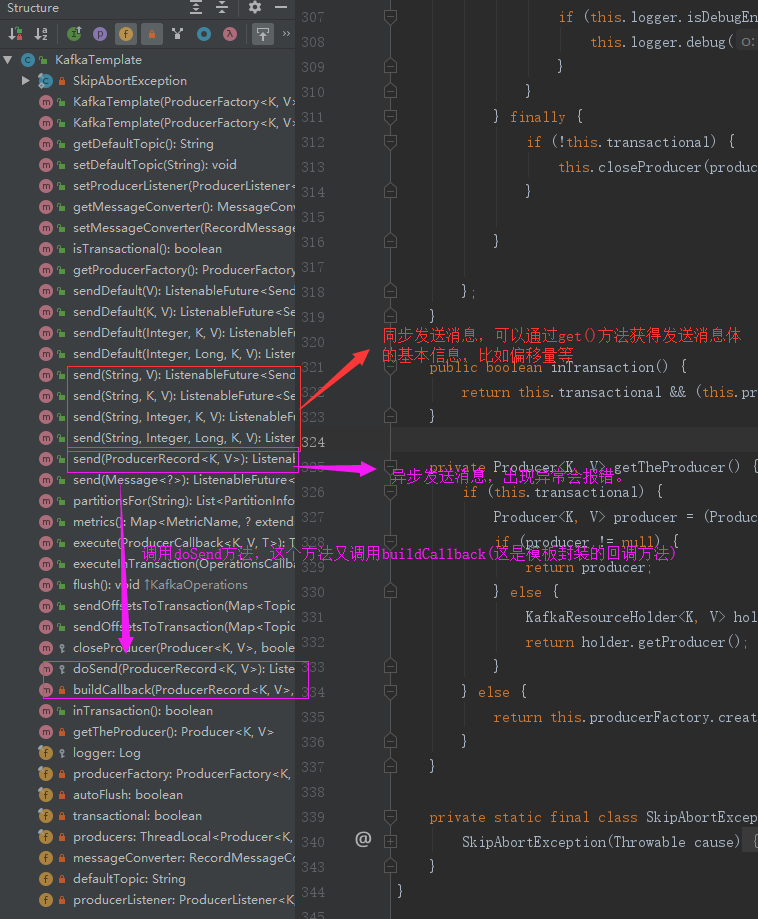 Structure
KafkaTemplate
SkipAbortException
KafkaTemplate(ProducerFactory<K, V>
KafkaTemplate(ProducerFactory<K, V>
getDefaultTopic(): String
setDefaultTopic(String): void
setProducerListener(ProducerListener<
getMessageConverter(): MessageConv
setMessageConverter(RecordMessage
isTransactional(): boolean
getProducerFactory(): ProducerFactory
sendDefault(V): ListenableFuture<Send
sendDefault(K, V): ListenableFuture<Se
sendDefault(Integer, K, V): ListenableFu
sendDefault(Integer, Long, K, V): Listen
send(String, V): ListenableFuture<Send
send(String, K, V): ListenableFuture<Se
send(String, Integer, K, V): ListenableFu
send(String, Integer, Long, K, V): Listen
send(ProducerRecord<K, V>): Listenal
send(Message<?>): ListenableFuture<
partitionsFor(String): List<PartitionInfo
metrics(): Map<MetricName, ? extend
execute(ProducerCallback<K, V, T>): T
executeInTransaction(OperationsCallb
flush(): void ↑KafkaOperations
sendOffsetsToTransaction(Map<Topic
sendOffsetsToTransaction(Map<Topic
closeProducer(Producer<K, V>, boole
doSend(ProducerRecord<K, V>): Liste
buildCallback(ProducerRecord<K, V>,
inTransaction(): boolean
getTheProducer(): Producer<K, V>
logger: Log
producerFactory: ProducerFactory<K,
autoFlush: boolean
transactional: boolean
producers: ThreadLocal<Producer<K,
messageConverter: RecordMessageCo
defaultTopic: String
producerListener: ProducerListener<K
307 if (this.logger.isDebugEn
308 this.logger.debug( o:
309 }
310 }
311 } finally {
312 if (!this.transactional) {
313 this.closeProducer(produc
314 }
315
316 }
317
318 };
319 }
320
同步发送消息，可以通过get()方法获得发送消息体
的基本信息，比如偏移量等
321 public boolean inTransaction() {
322 return this.transactional && (this.pr
323 }
324
325 private Producer<K, V> getTheProducer() {
异步发送消息，出现异常会报错。
326 if (this.transactional) {
327 Producer<K, V> producer = (Produc
328 if (producer != null) {
调用doSend方法，这个方法又调用buildCallback(这是模板封装的回调方法)
329 return producer;
330 } else {
331 KafkaResourceHolder<K, V> hol
332 return holder.getProducer();
333 }
334 } else {
335 return this.producerFactory.creat
336 }
337 }
338
339 private static final class SkipAbortExcep
340 @ SkipAbortException(Throwable cause) {
343 }
344 }
345